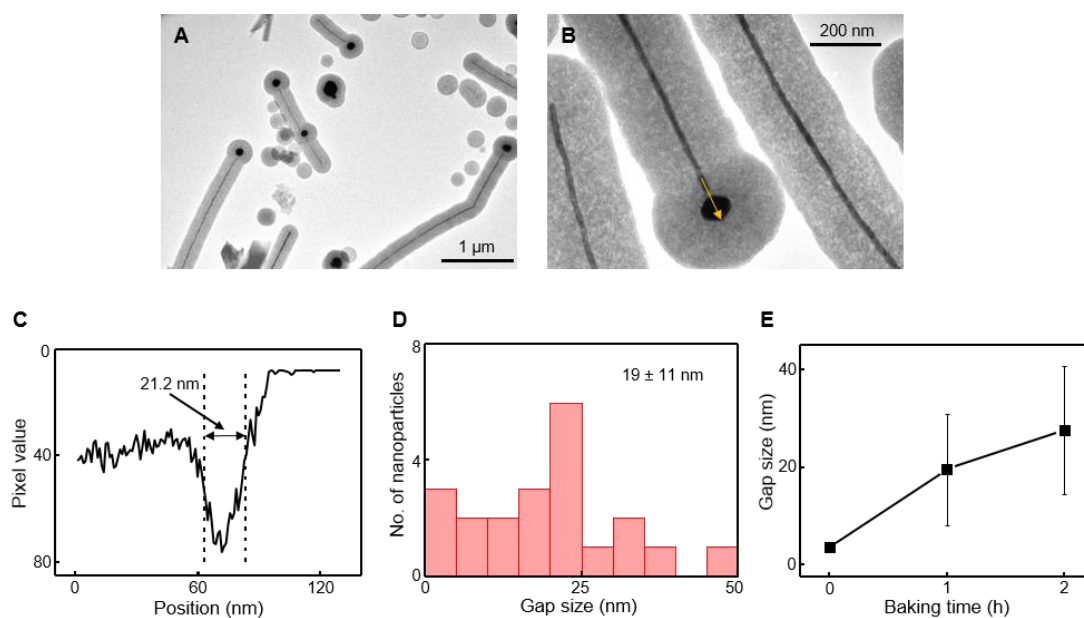 A
1 µm
B
200 nm
C
0
40
80
Pixel value
21.2 nm
0
60
120
Position (nm)
D
8
4
0
No. of nanoparticles
19 ± 11 nm
0
25
50
Gap size (nm)
E
40
20
0
Gap size (nm)
0
1
2
Baking time (h)